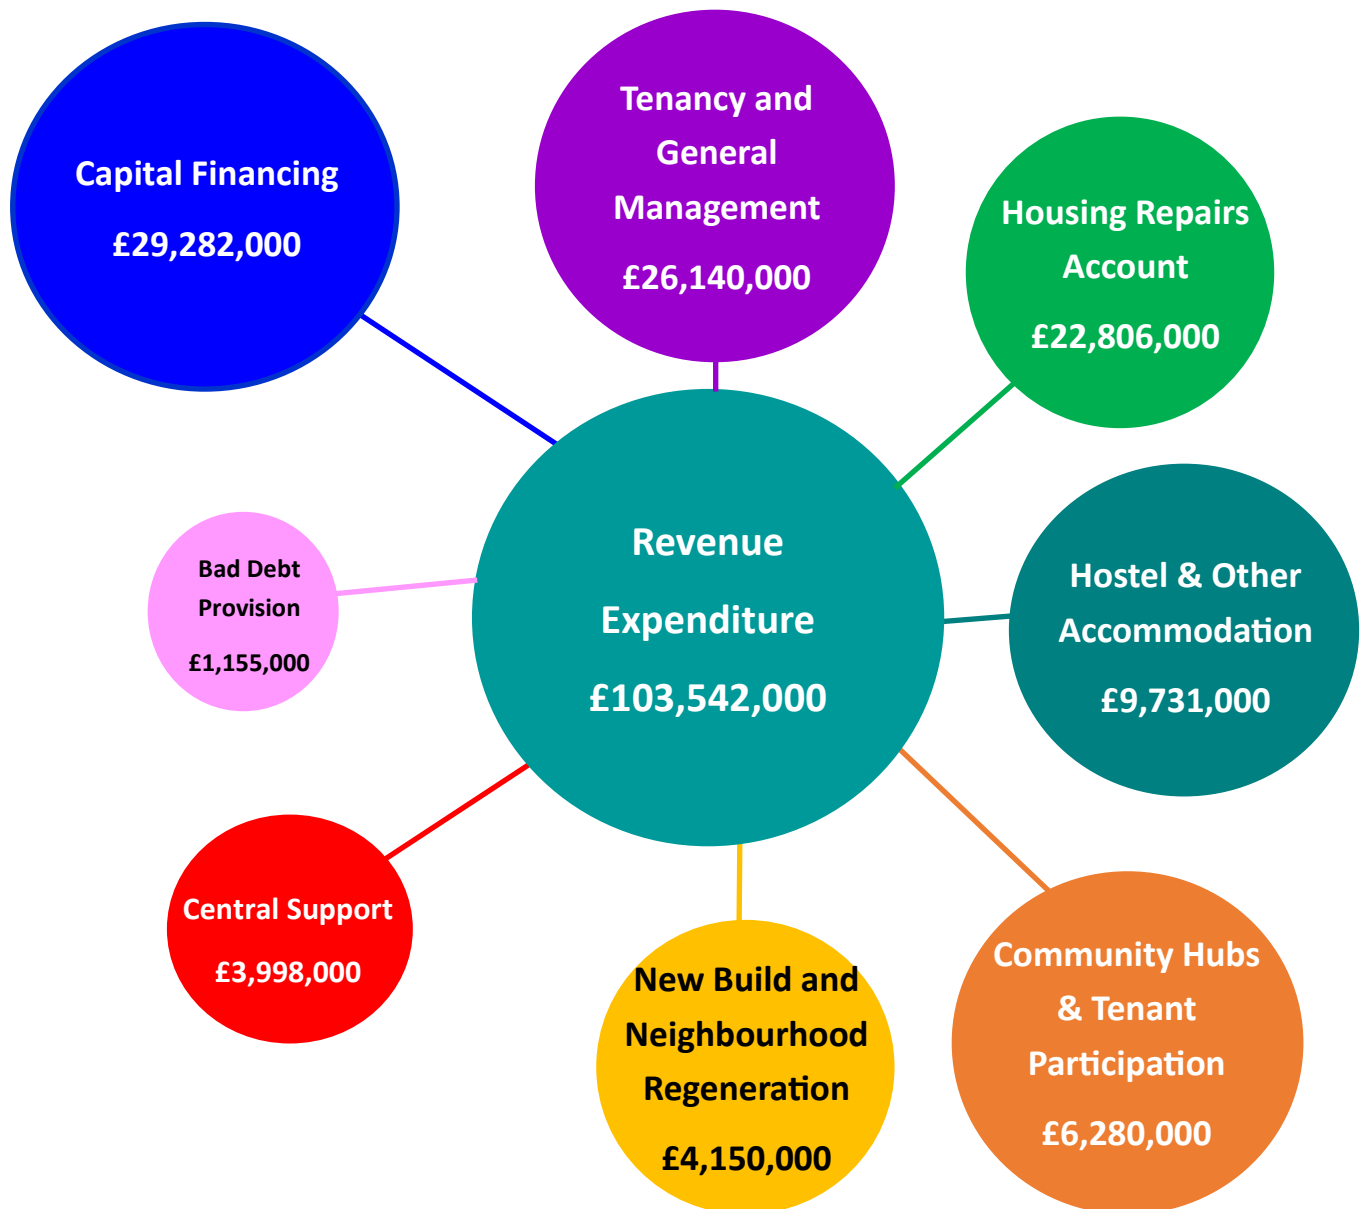 Capital Financing
£29,282,000
Tenancy and
General
Management
£26,140,000
Housing Repairs
Account
£22,806,000
Revenue
Expenditure
£103,542,000
Hostel & Other
Accommodation
£9,731,000
Bad Debt
Provision
£1,155,000
Central Support
£3,998,000
New Build and
Neighbourhood
Regeneration
£4,150,000
Community Hubs
& Tenant
Participation
£6,280,000